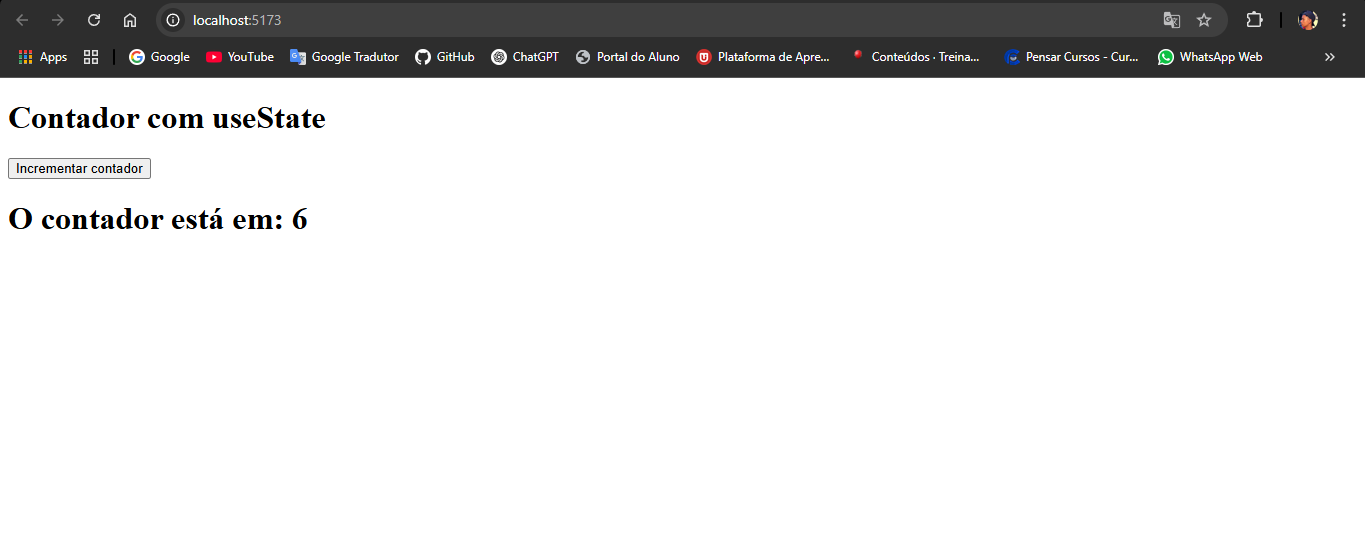 localhost:5173
Apps Google YouTube Google Tradutor GitHub ChatGPT Portal do Aluno Plataforma de Apre... Conteúdos · Treina... Pensar Cursos - Cur... WhatsApp Web »
Contador com useState
Incrementar contador
O contador está em: 6